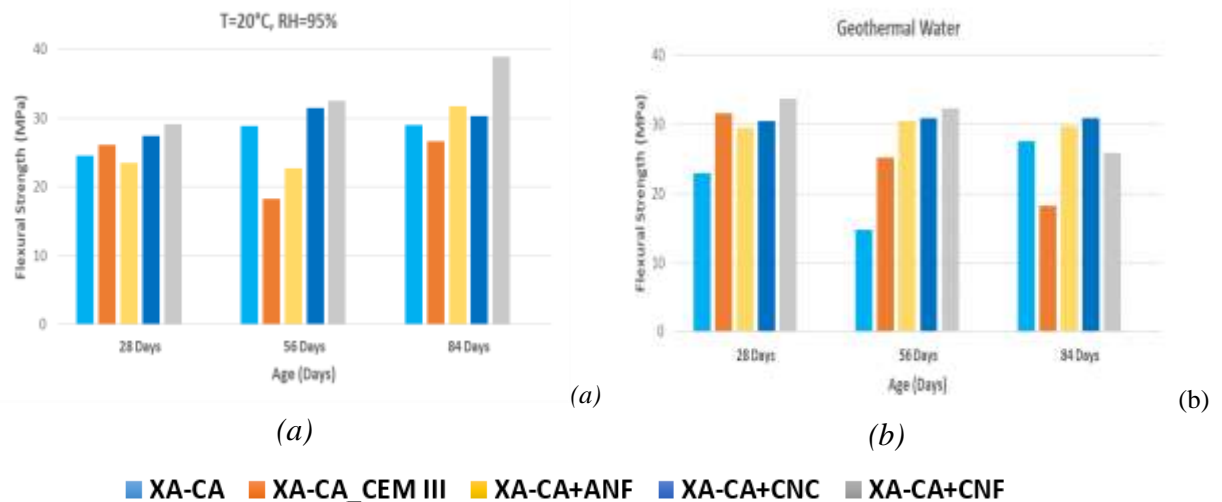 T=20°C, RH=95%
Flexural Strength (MPa)
40
30
20
10
0
28 Days 56 Days 84 Days
Age (Days)
(a)
(a)
Geothermal Water
Flexural Strength (MPa)
40
30
20
10
0
28 Days 56 Days 84 Days
Age (Days)
(b)
(b)
XA-CA XA-CA_CEM III XA-CA+ANF XA-CA+CNC XA-CA+CNF